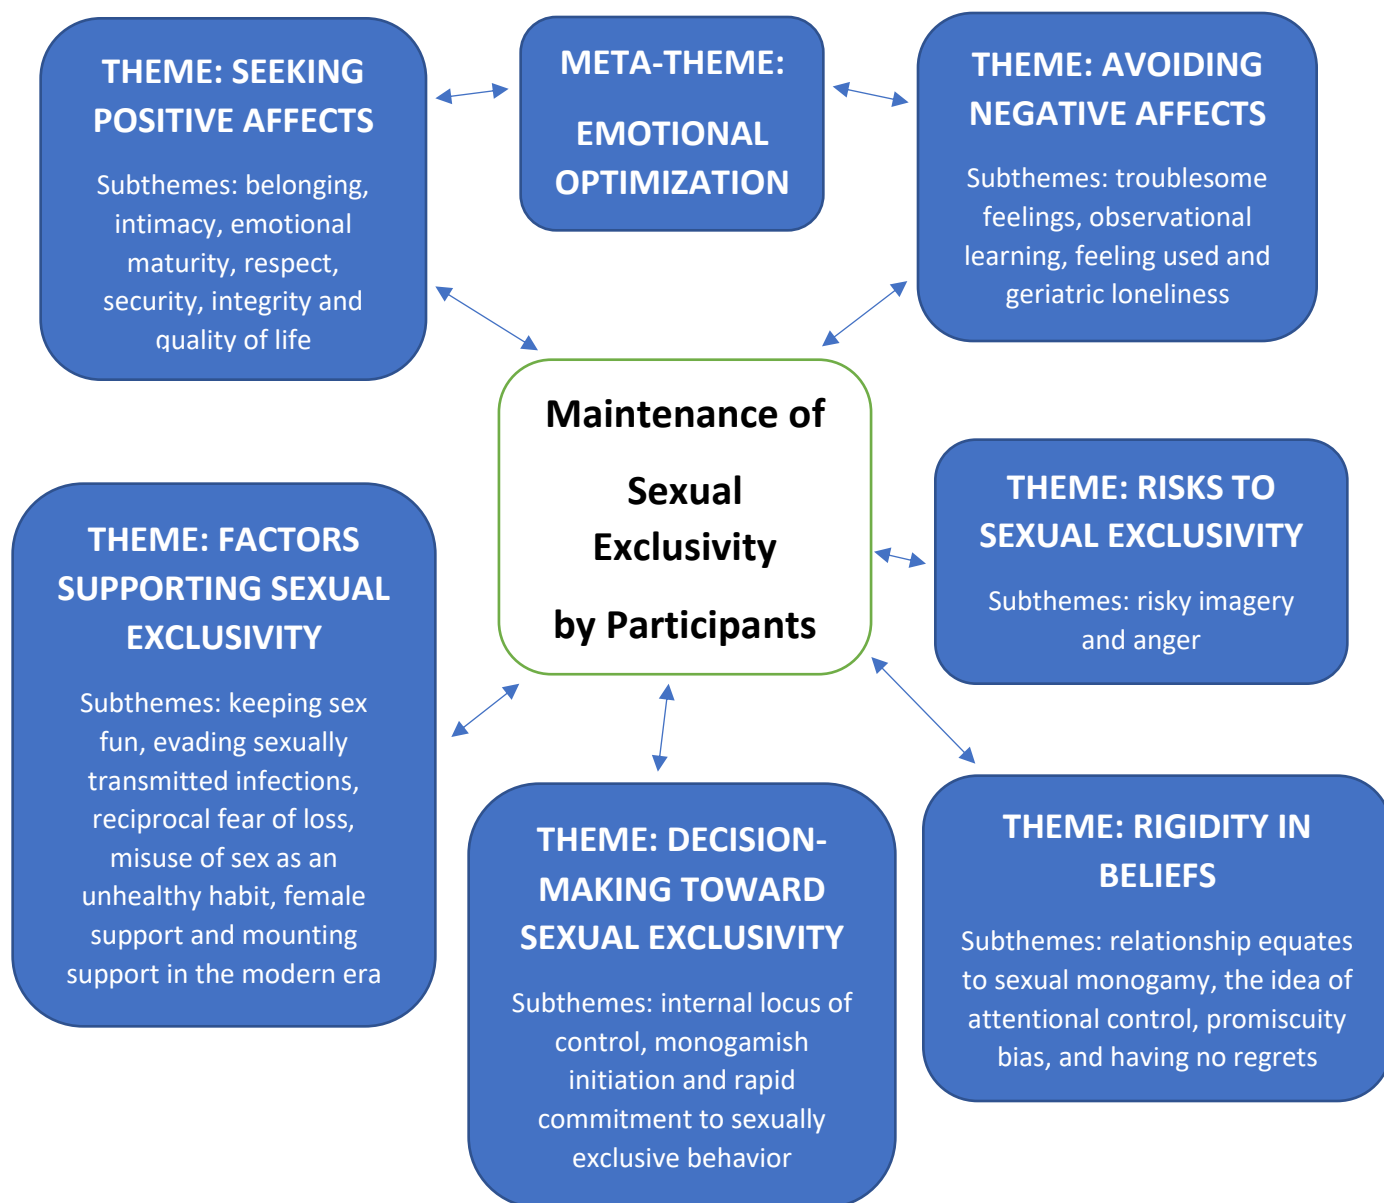 THEME: SEEKING
POSITIVE AFFECTS
Subthemes: belonging,
intimacy, emotional
maturity, respect,
security, integrity and
quality of life
META-THEME:
EMOTIONAL
OPTIMIZATION
THEME: AVOIDING
NEGATIVE AFFECTS
Subthemes: troublesome
feelings, observational
learning, feeling used and
geriatric loneliness
Maintenance of
Sexual
Exclusivity
by Participants
THEME: RISKS TO
SEXUAL EXCLUSIVITY
Subthemes: risky imagery
and anger
THEME: FACTORS
SUPPORTING SEXUAL
EXCLUSIVITY
Subthemes: keeping sex
fun, evading sexually
transmitted infections,
reciprocal fear of loss,
misuse of sex as an
unhealthy habit, female
support and mounting
support in the modern era
THEME: DECISION-
MAKING TOWARD
SEXUAL EXCLUSIVITY
Subthemes: internal locus of
control, monogamish
initiation and rapid
commitment to sexually
exclusive behavior
THEME: RIGIDITY IN
BELIEFS
Subthemes: relationship equates
to sexual monogamy, the idea of
attentional control, promiscuity
bias, and having no regrets